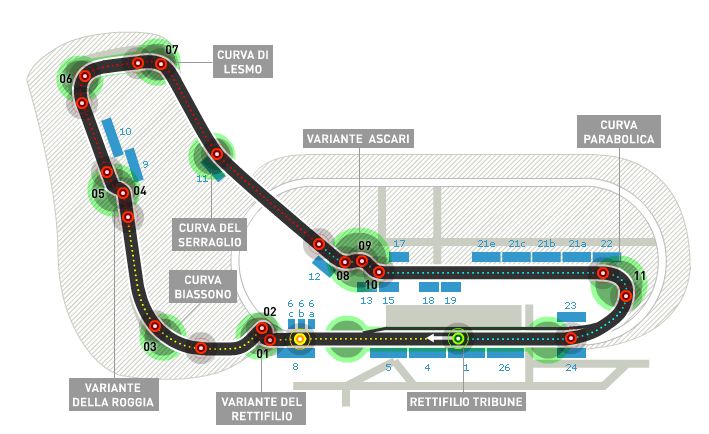 07
CURVA DI
LESMO
06
10
9
VARIANTE ASCARI
CURVA
PARABOLICA
11
05
04
CURVA DEL
SERRAGLIO
09
17
21e
21c
21b
21a
22
08
12
10
11
CURVA
BIASSONO
13
15
18
19
6
c
6
b
6
a
02
23
03
01
8
5
4
1
26
24
VARIANTE
DELLA ROGGIA
VARIANTE DEL
RETTIFILIO
RETTIFILIO TRIBUNE